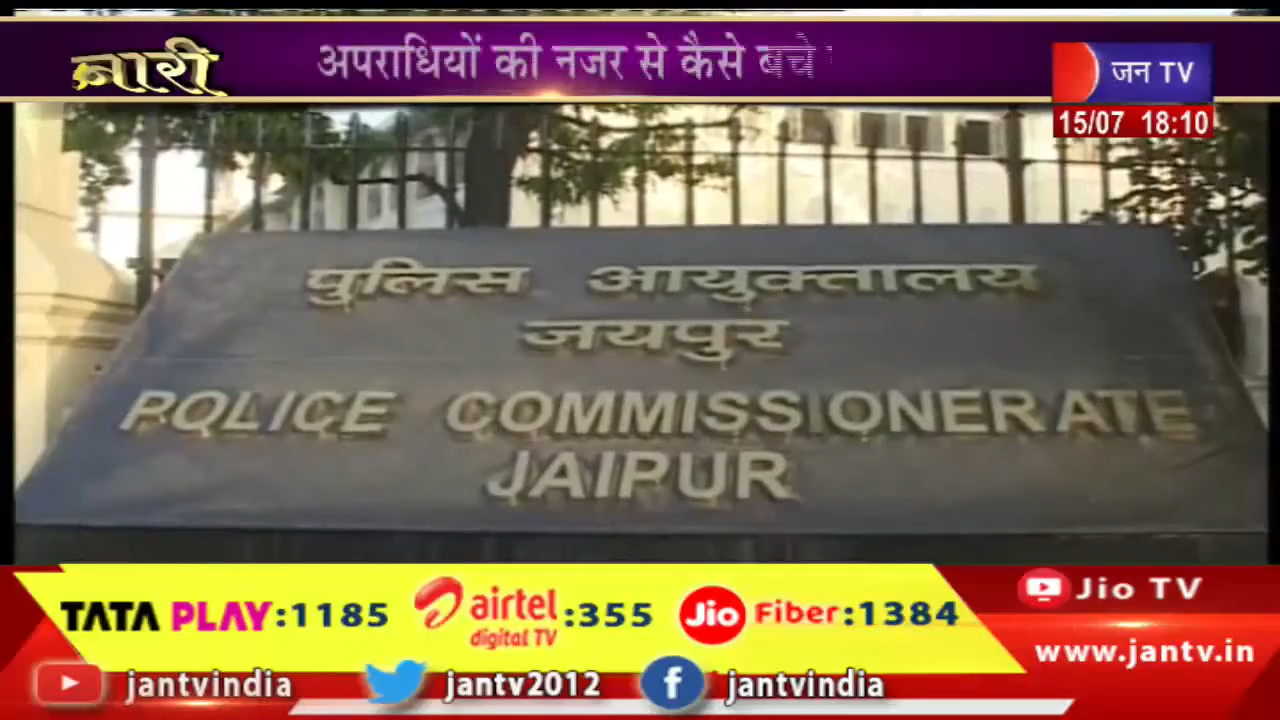 नारी
अपराधियों की नजर से कैसे बचे
जन TV
15/07 18:10
पुलिस आयुक्तालय
जयपुर
POLICE COMMISSIONERATE
JAIPUR
TATA PLAY:1185
airtel digital TV :355
Jio Fiber:1384
Jio TV
www.jantv.in
jantvindia
jantv2012
jantvindia